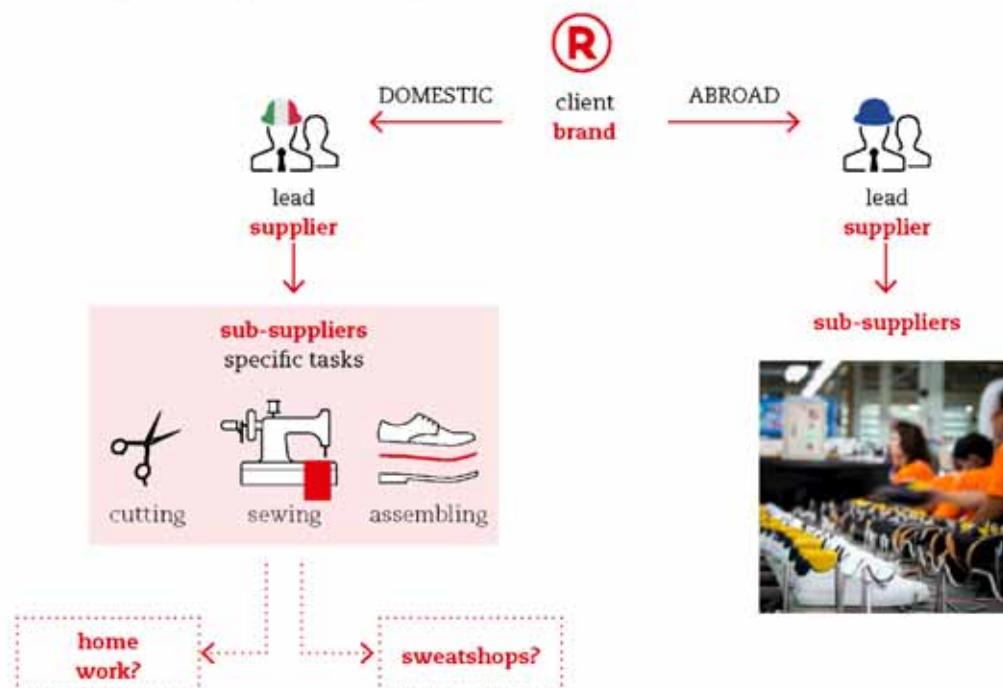 R
DOMESTIC
client
brand
ABROAD
lead
supplier
lead
supplier
sub-suppliers
specific tasks
cutting
sewing
assembling
sub-suppliers
home
work?
sweatshops?